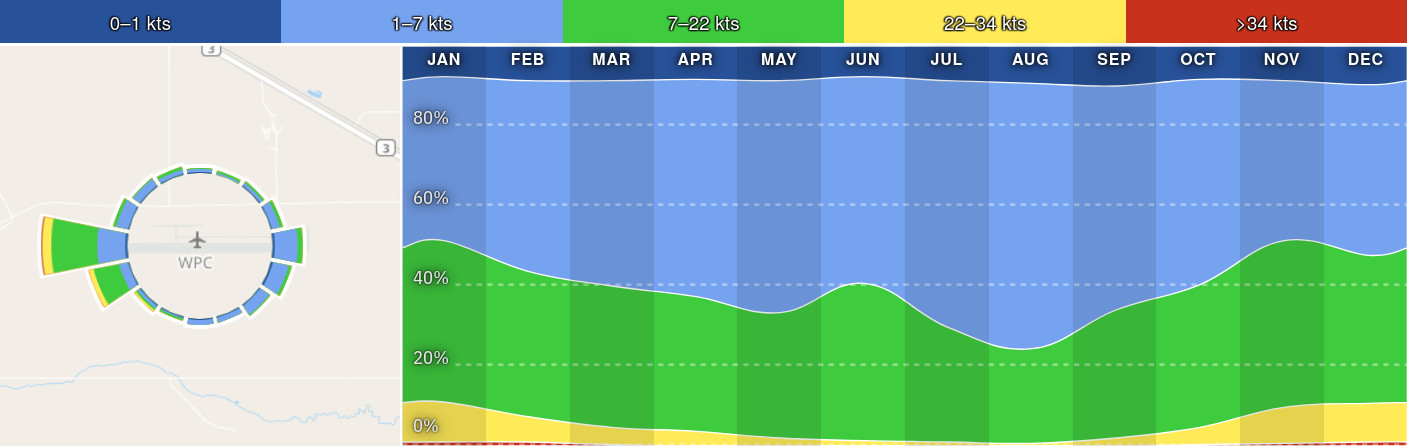 0–1 kts
1–7 kts
7–22 kts
22–34 kts
>34 kts
3
3
WPC
JAN FEB MAR APR MAY JUN JUL AUG SEP OCT NOV DEC
80%
60%
40%
20%
0%